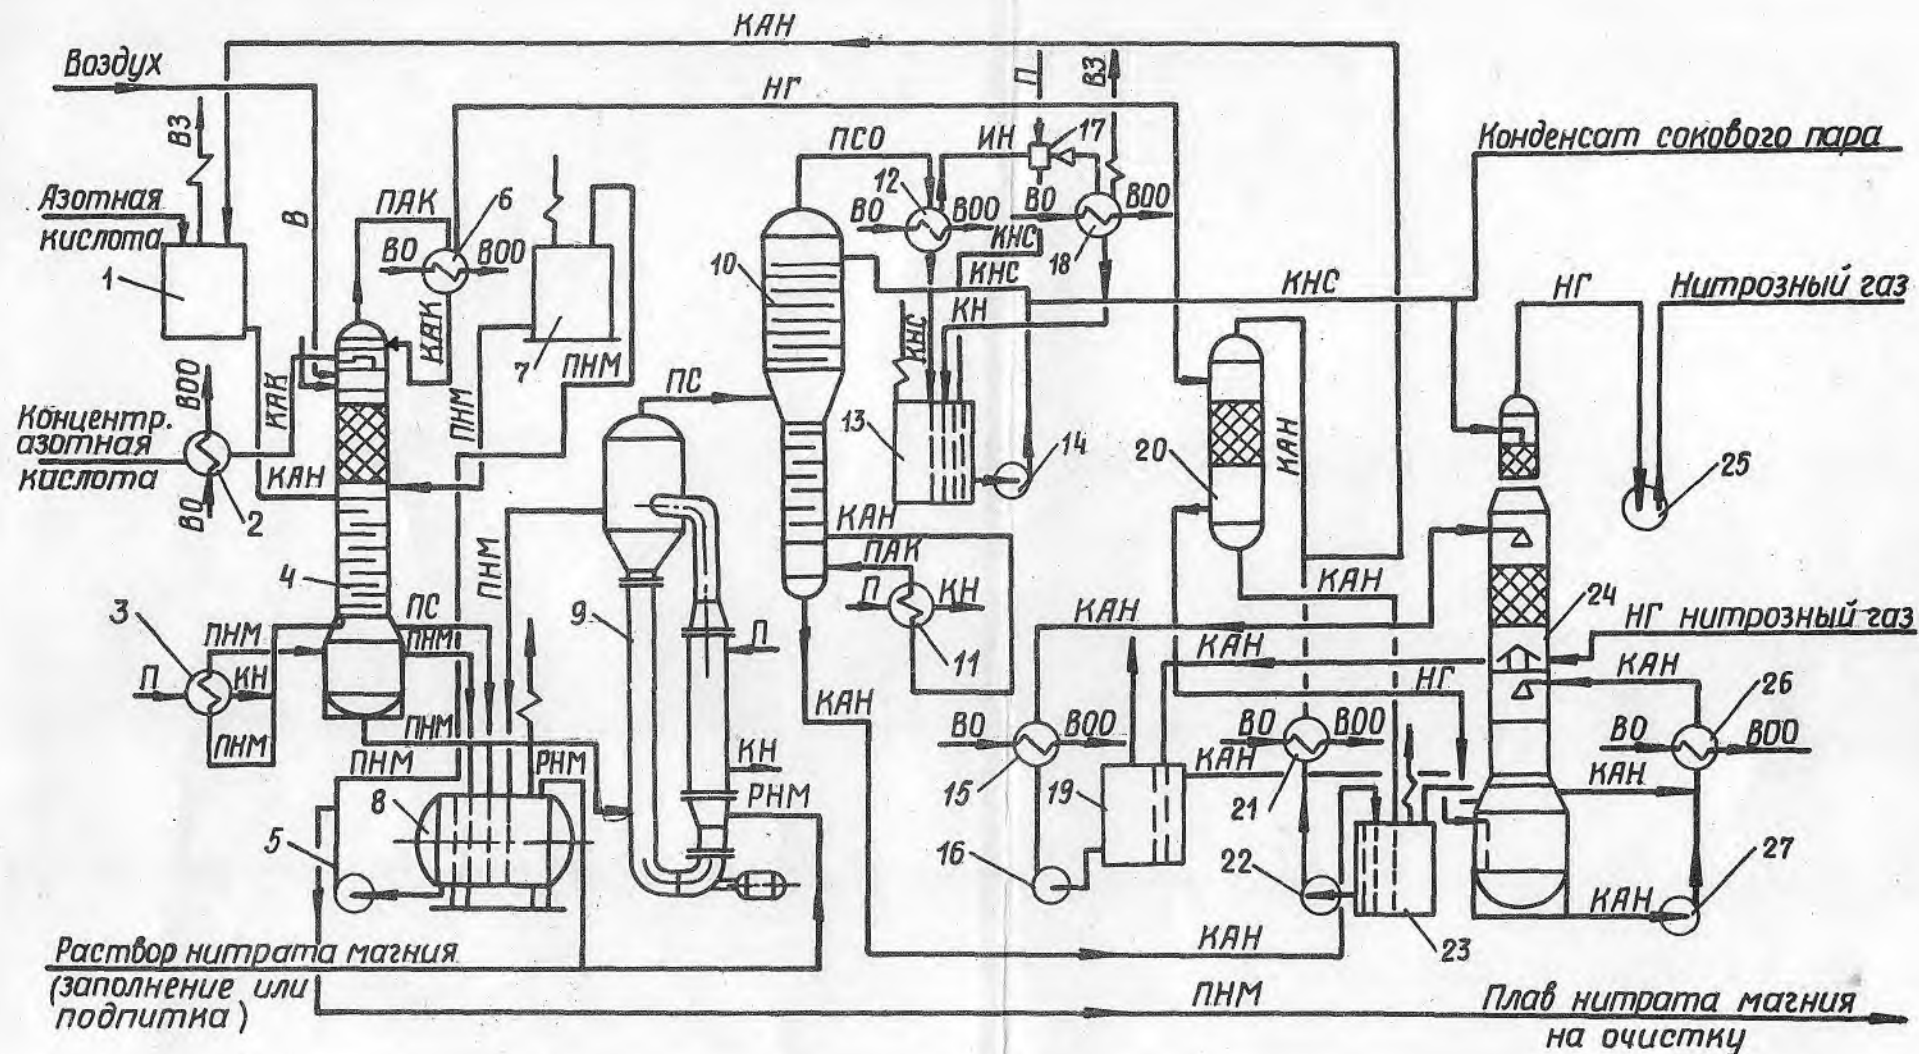 КАН
Воздух
П
ВЗ
НГ
ВЗ
17
Конденсат сокового пара
ПСО
ИН
Азотная
кислота
ПАК
6
12
ВО
ВОО
ВО
ВОО
В
ВО
ВОО
КНС
18
1
10
КНС
КНС
НГ
Нитрозный газ
КАК
КН
7
ПНМ
КНС
ВОО
КАК
ПС
Концентр.
азотная
кислота
ПНМ
13
14
КАН
20
25
КАН
ВО
2
КАН
ПНМ
ПАК
КАН
4
П
КН
24
3
ПС
9
КАН
НГ нитрозный газ
ПНМ
ПНМ
11
КАН
КАН
П
КН
П
НГ
26
ПНМ
ПНМ
КАН
ВО
ВОО
ВО
ВОО
ВО
ВОО
ПНМ
РНМ
КН
КАН
КАН
8
РНМ
15
19
21
5
16
22
27
КАН
Раствор нитрата магния
КАН
23
(заполнение или
подпитка)
ПНМ
Плав нитрата магния
на очистку